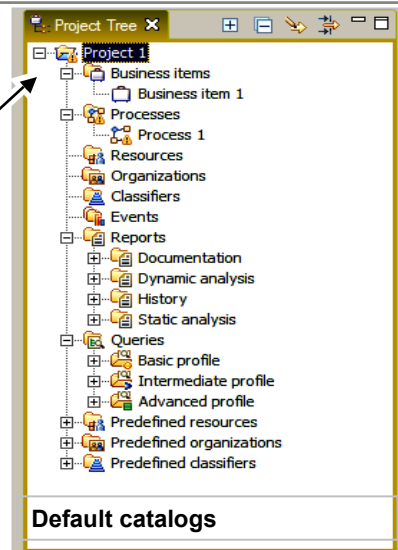 Project Tree
Project 1
Business items
Business item 1
Processes
Process 1
Resources
Organizations
Classifiers
Events
Reports
Documentation
Dynamic analysis
History
Static analysis
Queries
Basic profile
Intermediate profile
Advanced profile
Predefined resources
Predefined organizations
Predefined classifiers
Default catalogs